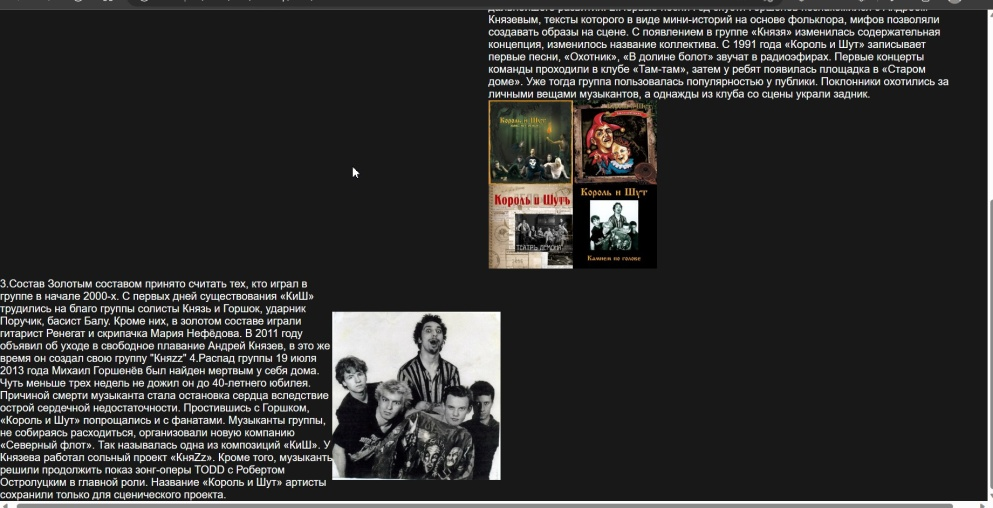 Князевым, тексты которого в виде мини-историй на основе фольклора, мифов позволяли
создавать образы на сцене. С появлением в группе «Князя» изменилась содержательная
концепция, изменилось название коллектива. С 1991 года «Король и Шут» записывает
первые песни, «Охотник», «В долине болот» звучат в радиоэфирах. Первые концерты
команды проходили в клубе «Там-там», затем у ребят появилась площадка в «Старом
доме». Уже тогда группа пользовалась популярностью у публики. Поклонники охотились за
личными вещами музыкантов, а однажды из клуба со сцены украли задник.
Король и Шут
Король и Шутъ
ТЕАТРЪ ДЕМОНА
Король и Шут
Камнем по голове
3.Состав Золотым составом принято считать тех, кто играл в
группе в начале 2000-х. С первых дней существования «КиШ»
трудились на благо группы солисты Князь и Горшок, ударник
Поручик, басист Балу. Кроме них, в золотом составе играли
гитарист Ренегат и скрипачка Мария Нефёдова. В 2011 году
объявил об уходе в свободное плавание Андрей Князев, в это же
время он создал свою группу "Княzz" 4.Распад группы 19 июля
2013 года Михаил Горшенёв был найден мертвым у себя дома.
Чуть меньше трех недель не дожил он до 40-летнего юбилея.
Причиной смерти музыканта стала остановка сердца вследствие
острой сердечной недостаточности. Простившись с Горшком,
«Король и Шут» попрощались и с фанатами. Музыканты группы,
не собираясь расходиться, организовали новую компанию
«Северный флот». Так называлась одна из композиций «КиШ». У
Князева работал сольный проект «КняZz». Кроме того, музыканты
решили продолжить показ зонг-оперы TODD с Робертом
Остролуцким в главной роли. Название «Король и Шут» артисты
сохранили только для сценического проекта.